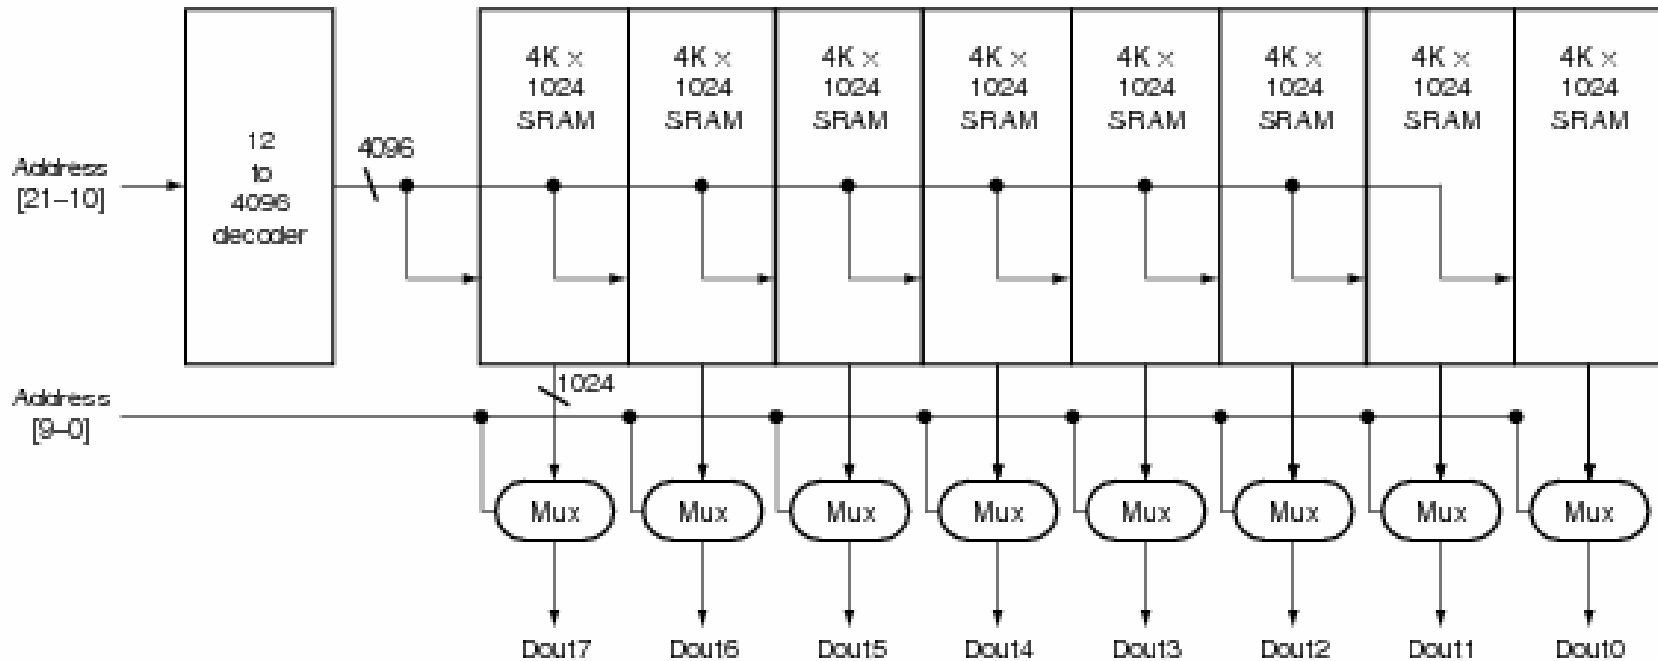 4K ×
1024
SRAM
4K ×
1024
SRAM
4K ×
1024
SRAM
4K ×
1024
SRAM
4K ×
1024
SRAM
4K ×
1024
SRAM
4K ×
1024
SRAM
4K ×
1024
SRAM
Address
[21–10]
12
to
4096
decoder
4096
1024
Address
[9–0]
Mux
Mux
Mux
Mux
Mux
Mux
Mux
Mux
Dout7
Dout6
Dout5
Dout4
Dout3
Dout2
Dout1
Dout0